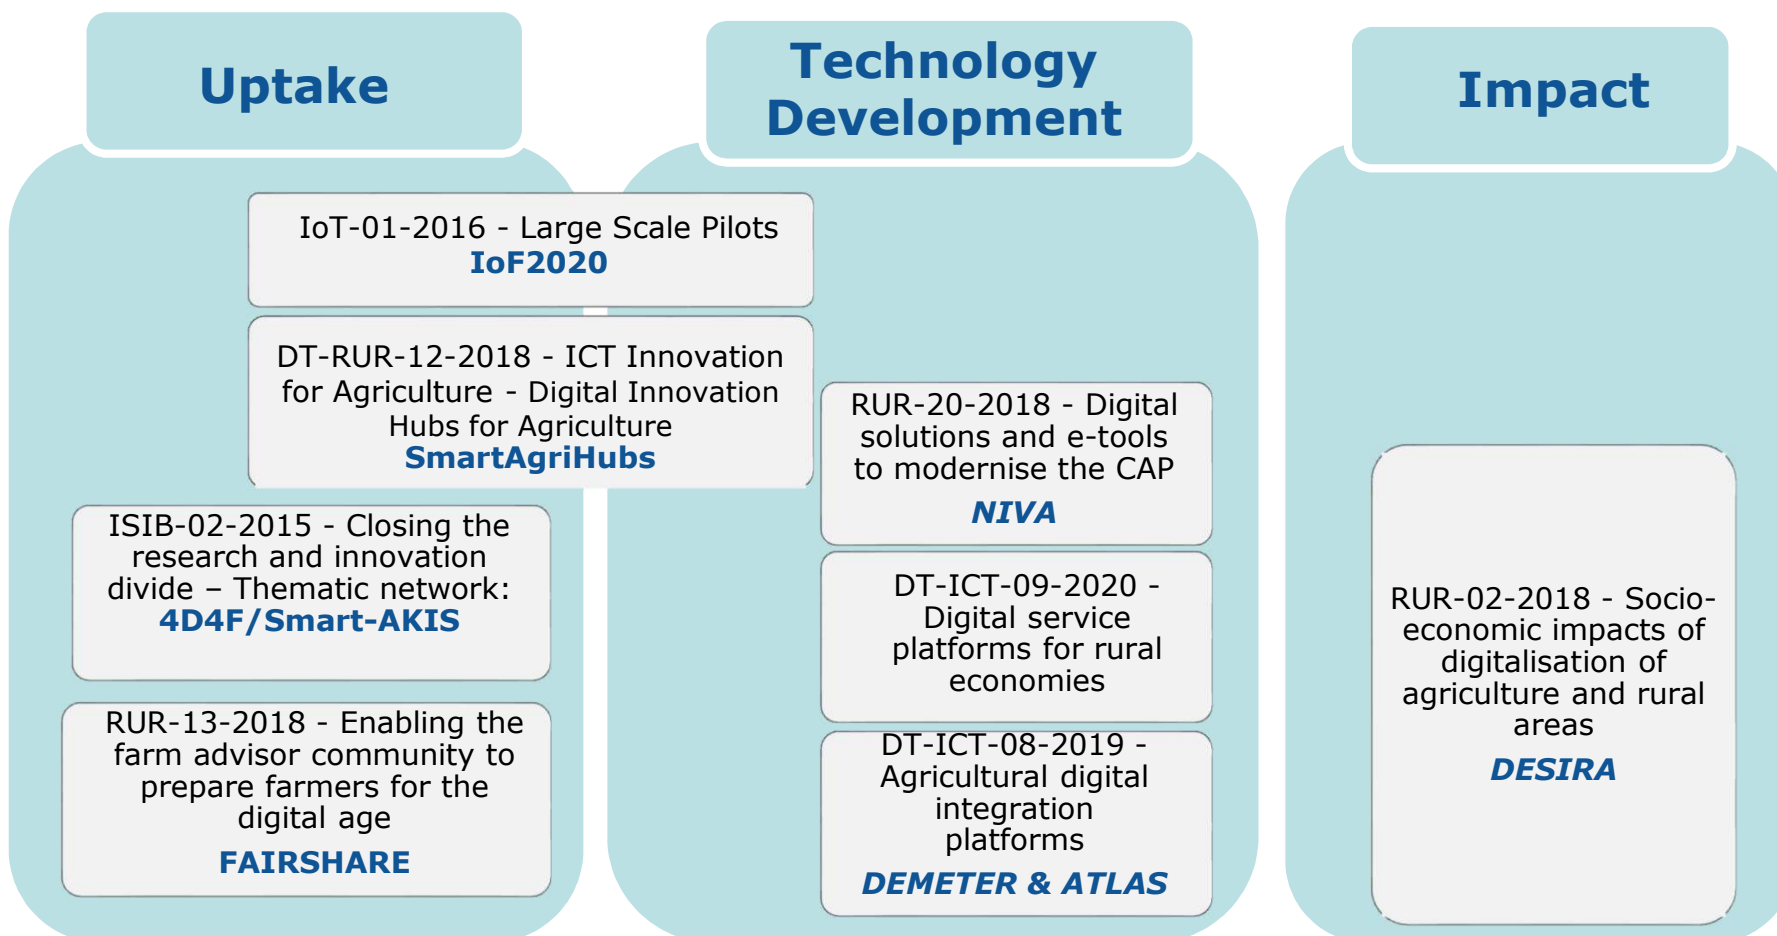 Uptake
IoT-01-2016 - Large Scale Pilots
IoF2020
DT-RUR-12-2018 - ICT Innovation
for Agriculture - Digital Innovation
Hubs for Agriculture
SmartAgriHubs
ISIB-02-2015 - Closing the
research and innovation
divide – Thematic network:
4D4F/Smart-AKIS
RUR-13-2018 - Enabling the
farm advisor community to
prepare farmers for the
digital age
FAIRSHARE
Technology
Development
RUR-20-2018 - Digital
solutions and e-tools
to modernise the CAP
NIVA
DT-ICT-09-2020 -
Digital service
platforms for rural
economies
DT-ICT-08-2019 -
Agricultural digital
integration
platforms
DEMETER & ATLAS
Impact
RUR-02-2018 - Socio-
economic impacts of
digitalisation of
agriculture and rural
areas
DESIRA